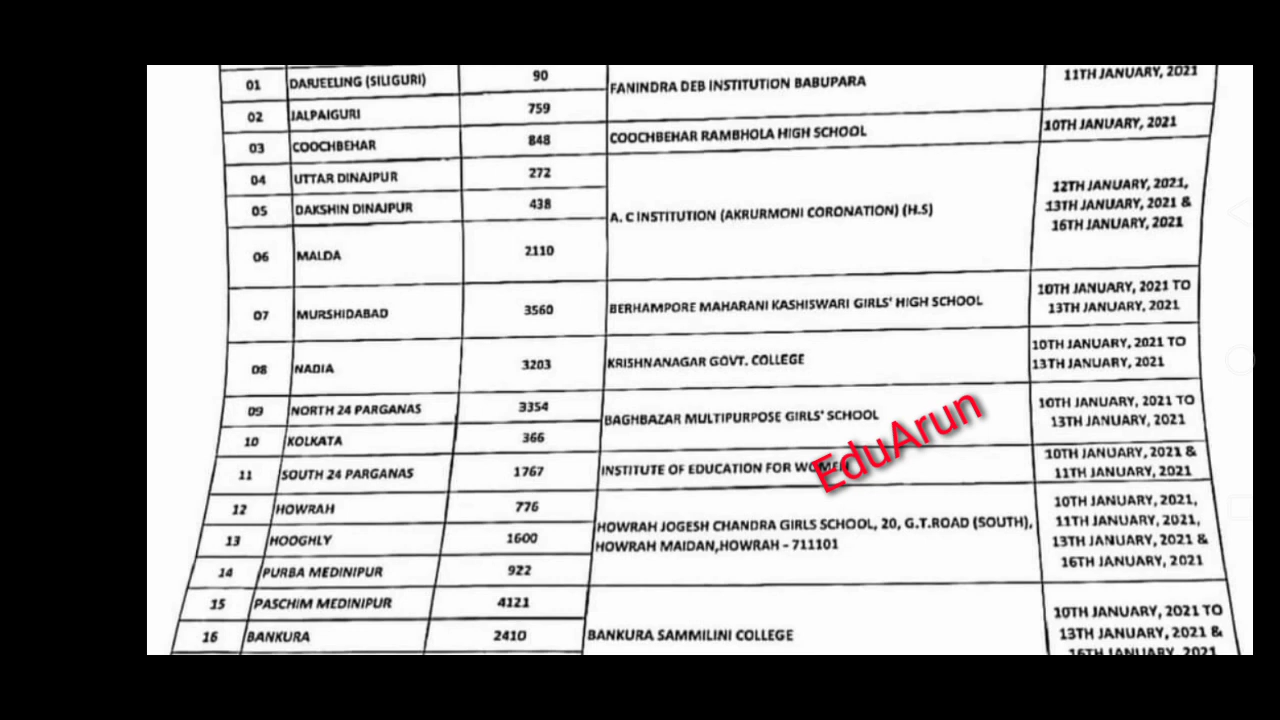 01 DARJEELING (SILIGURI) 90 FANINDRA DEB INSTITUTION BABUPARA 11TH JANUARY, 2021
02 JALPAIGURI 759
03 COOCHBEHAR 848 COOCHBEHAR RAMBHOLA HIGH SCHOOL 10TH JANUARY, 2021
04 UTTAR DINAJPUR 272
05 DAKSHIN DINAJPUR 438 A. C INSTITUTION (AKRURMONI CORONATION) (H.S) 12TH JANUARY, 2021,
13TH JANUARY, 2021 &
16TH JANUARY, 2021
06 MALDA 2110
07 MURSHIDABAD 3560 BERHAMPORE MAHARANI KASHISWARI GIRLS' HIGH SCHOOL 10TH JANUARY, 2021 TO
13TH JANUARY, 2021
08 NADIA 3203 KRISHNANAGAR GOVT. COLLEGE 10TH JANUARY, 2021 TO
13TH JANUARY, 2021
09 NORTH 24 PARGANAS 3354 BAGHBAZAR MULTIPURPOSE GIRLS' SCHOOL 10TH JANUARY, 2021 TO
13TH JANUARY, 2021
10 KOLKATA 366
EduArun
11 SOUTH 24 PARGANAS 1767 INSTITUTE OF EDUCATION FOR WOMEN 10TH JANUARY, 2021 &
11TH JANUARY, 2021
12 HOWRAH 776 10TH JANUARY, 2021,
11TH JANUARY, 2021,
13 HOOGHLY 1600 HOWRAH JOGESH CHANDRA GIRLS SCHOOL, 20, G.T.ROAD (SOUTH),
HOWRAH MAIDAN,HOWRAH - 711101 13TH JANUARY, 2021 &
16TH JANUARY, 2021
14 PURBA MEDINIPUR 922
15 PASCHIM MEDINIPUR 4121 10TH JANUARY, 2021 TO
16 BANKURA 2410 BANKURA SAMMILINI COLLEGE 13TH JANUARY, 2021 &
16TH JANUARY, 2021